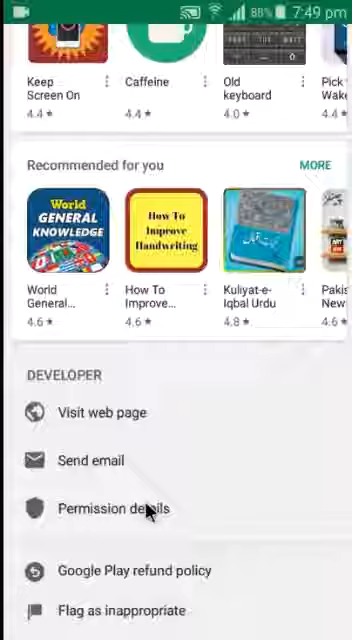 88% 7:49 pm
Keep Screen On
Caffeine
Old keyboard
Pick
Wake
4.4 ★
4.4 ★
4.0 ★
4.4
Recommended for you
MORE
World
GENERAL
KNOWLEDGE
How To
Improve
Handwriting
World General...
How To Improve...
Kuliyat-e-Iqbal Urdu
Pakis
New
4.6 ★
4.6 ★
4.8 ★
4.6
DEVELOPER
Visit web page
Send email
Permission details
Google Play refund policy
Flag as inappropriate